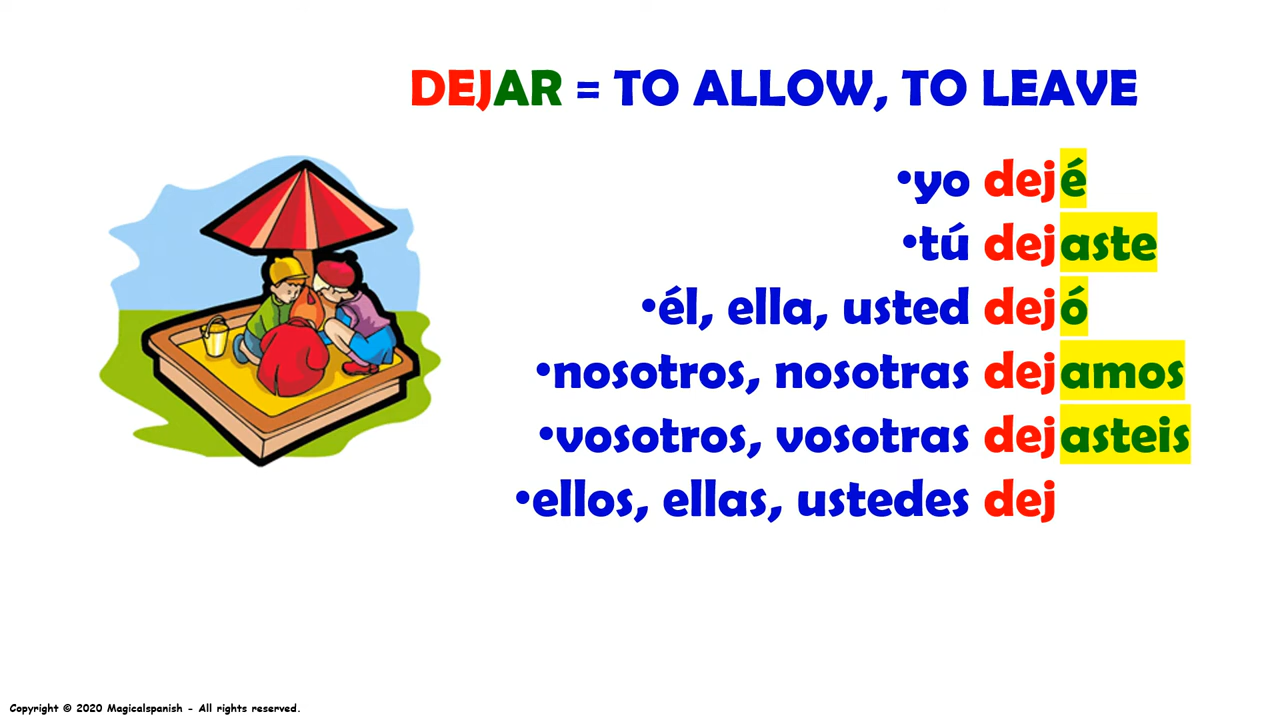 DEJAR = TO ALLOW, TO LEAVE
•yo dejé
•tú dejaste
•él, ella, usted dejó
•nosotros, nosotras dejamos
•vosotros, vosotras dejasteis
•ellos, ellas, ustedes dej
Copyright © 2020 Magicalspanish - All rights reserved.